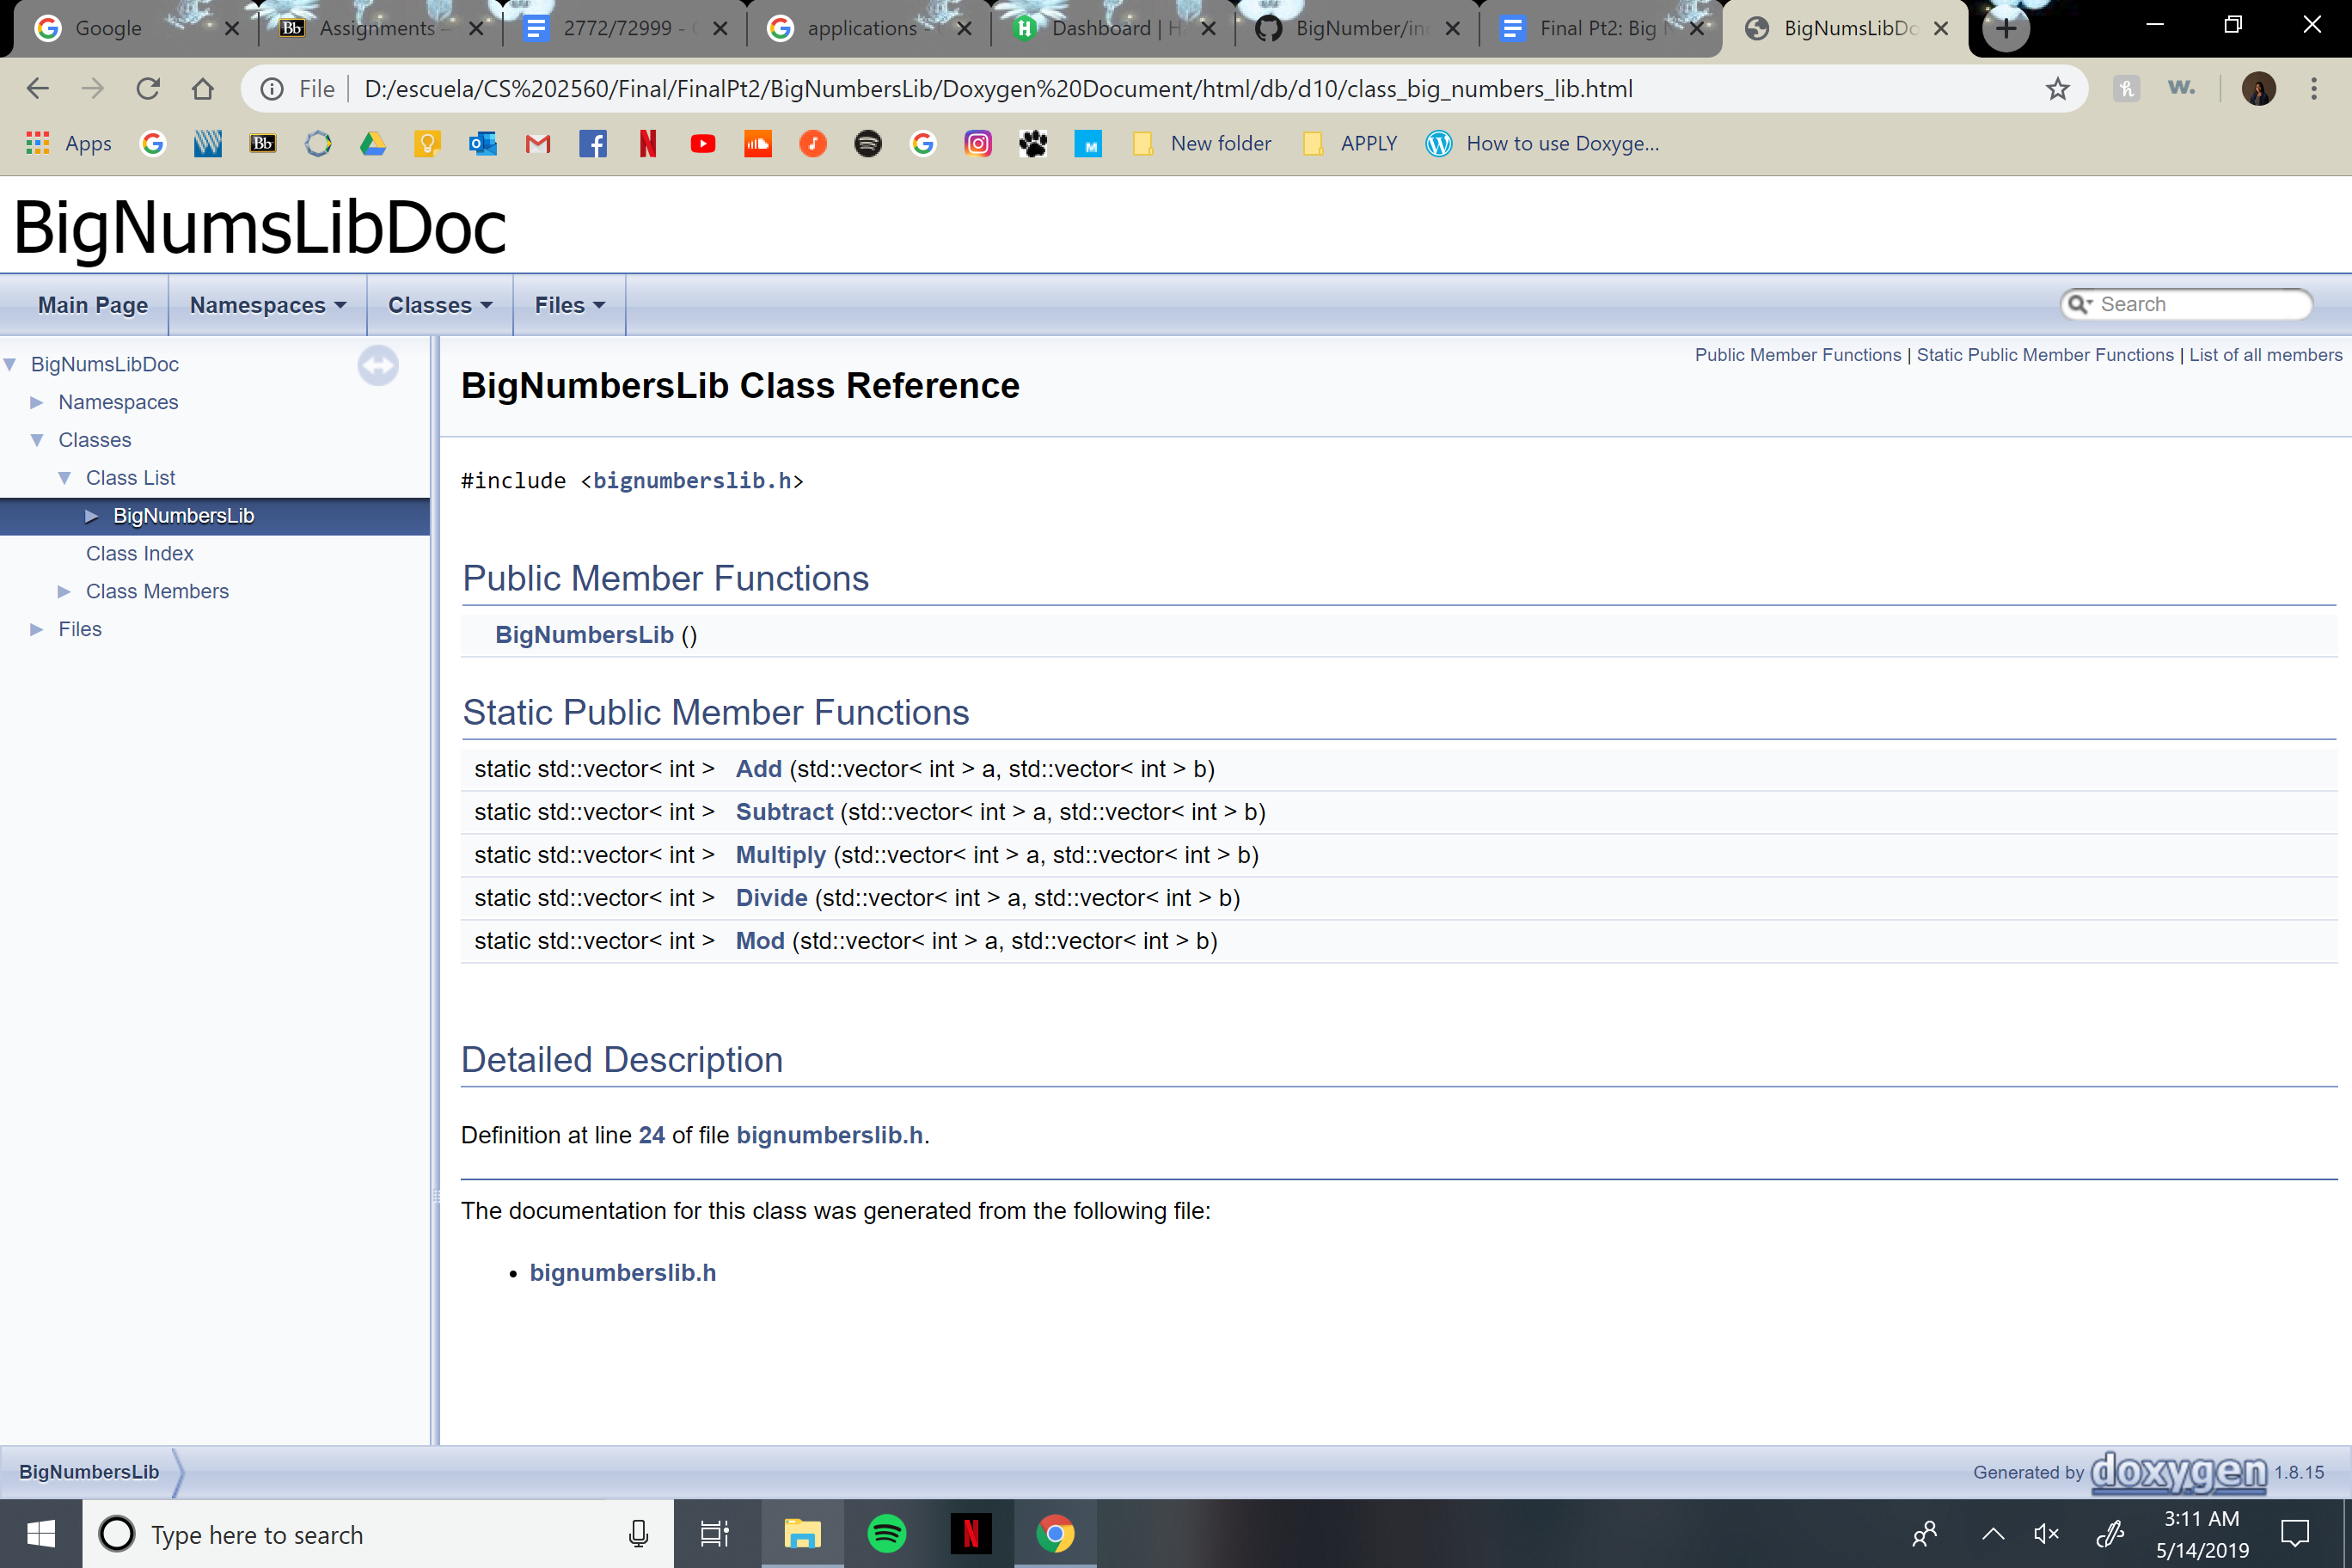 Google
Assignments –
2772/72999 -
applications -
Dashboard | H
BigNumber/in
Final Pt2: Big
BigNumsLibDo
File
D:/escuela/CS%202560/Final/FinalPt2/BigNumbersLib/Doxygen%20Document/html/db/d10/class_big_numbers_lib.html
w.
Apps
Bb
New folder
APPLY
How to use Doxyge...
BigNumsLibDoc
Main Page
Namespaces
Classes
Files
Search
BigNumsLibDoc
Namespaces
Classes
Class List
BigNumbersLib
Class Index
Class Members
Files
Public Member Functions | Static Public Member Functions | List of all members
BigNumbersLib Class Reference
#include <bignumberslib.h>
Public Member Functions
BigNumbersLib ()
Static Public Member Functions
static std::vector< int > Add (std::vector< int > a, std::vector< int > b)
static std::vector< int > Subtract (std::vector< int > a, std::vector< int > b)
static std::vector< int > Multiply (std::vector< int > a, std::vector< int > b)
static std::vector< int > Divide (std::vector< int > a, std::vector< int > b)
static std::vector< int > Mod (std::vector< int > a, std::vector< int > b)
Detailed Description
Definition at line 24 of file bignumberslib.h.
The documentation for this class was generated from the following file:
• bignumberslib.h
BigNumbersLib
Generated by doxygen 1.8.15
Type here to search
3:11 AM
5/14/2019